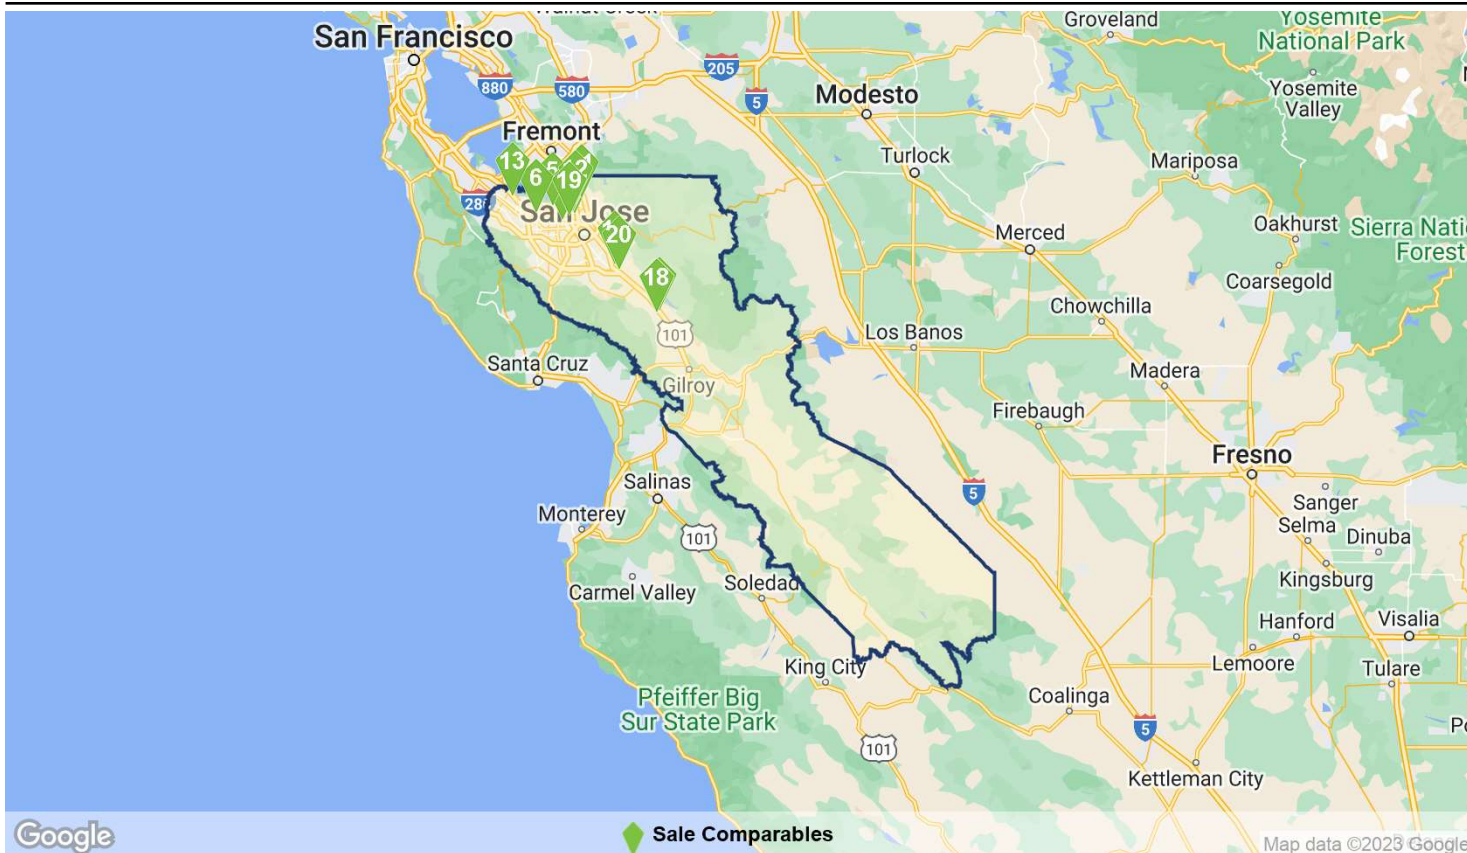 Groveland
Yosemite
National Park
San Francisco
205
880
580
5
Modesto
Yosemite
Valley
Fremont
Turlock
Mariposa
13
5
2
6
19
280
San Jose
Oakhurst
Merced
20
Coarsegold
18
Chowchilla
101
Los Banos
Santa Cruz
Madera
Gilroy
Firebaugh
Fresno
Salinas
5
Sanger
Monterey
Selma
101
Dinuba
Soledad
Kingsburg
Carmel Valley
Hanford
Visalia
King City
Lemoore
Tulare
Pfeiffer Big
Sur State Park
Coalinga
5
101
Kettleman City
Google
Sale Comparables
Map data ©2023 Google